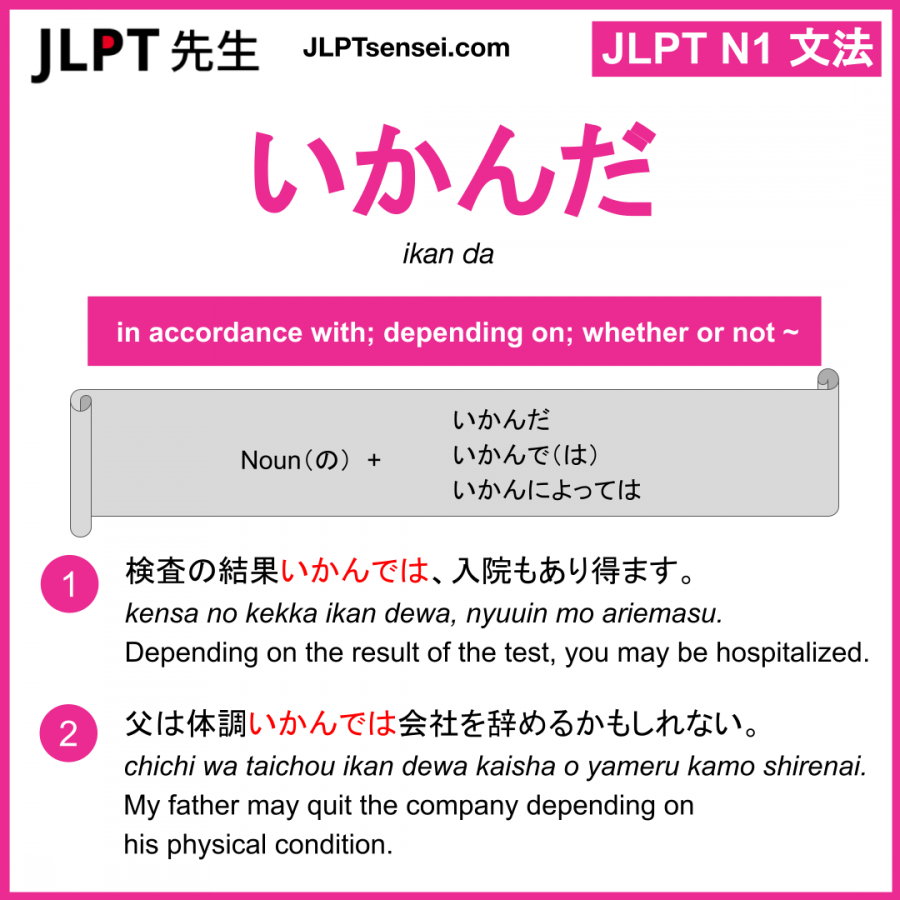 JLPT 先生
JLPTsensei.com
JLPT N1 文法
いかんだ
ikan da
in accordance with; depending on; whether or not ~
いかんだ
Noun（の） +
いかんで（は）
いかんによっては
1
検査の結果いかんでは、入院もあり得ます。
kensa no kekka ikan dewa, nyuuin mo ariemasu.
Depending on the result of the test, you may be hospitalized.
2
父は体調いかんでは会社を辞めるかもしれない。
chichi wa taichou ikan dewa kaisha o yameru kamo shirenai.
My father may quit the company depending on
his physical condition.